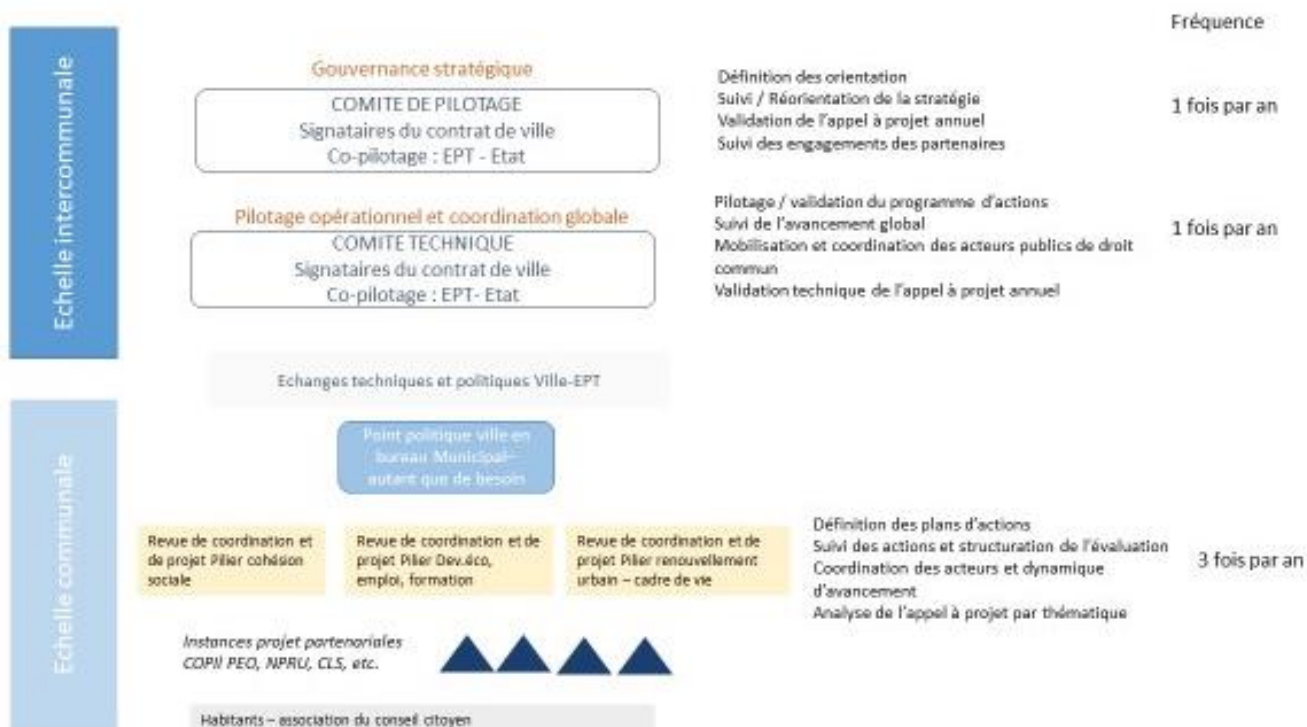 Fréquence
Echelle intercommunale
Gouvernance stratégique
COMITE DE PILOTAGE
Signataires du contrat de ville
Co-pilotage : EPT - Etat
Définition des orientation
Suivi / Réorientation de la stratégie
Validation de l'appel à projet annuel
Suivi des engagements des partenaires
1 fois par an
Pilotage opérationnel et coordination globale
COMITE TECHNIQUE
Signataires du contrat de ville
Co-pilotage : EPT- Etat
Pilotage / validation du programme d'actions
Suivi de l'avancement global
Mobilisation et coordination des acteurs publics de droit
commun
Validation technique de l'appel à projet annuel
1 fois par an
Echanges techniques et politiques Ville-EPT
Echelle communale
Point politique ville en
bureau Municipal–
autant que de besoin
Revue de coordination et
de projet Pilier cohésion
sociale
Revue de coordination et de
projet Pilier Dev.éco,
emploi, formation
Revue de coordination et de
projet Pilier renouvellement
urbain – cadre de vie
Définition des plans d'actions
Suivi des actions et structuration de l'évaluation
Coordination des acteurs et dynamique
d'avancement
Analyse de l'appel à projet par thématique
3 fois par an
Instances projet partenariales
COPIl PEO, NPRU, CLS, etc.
Habitants – association du conseil citoyen